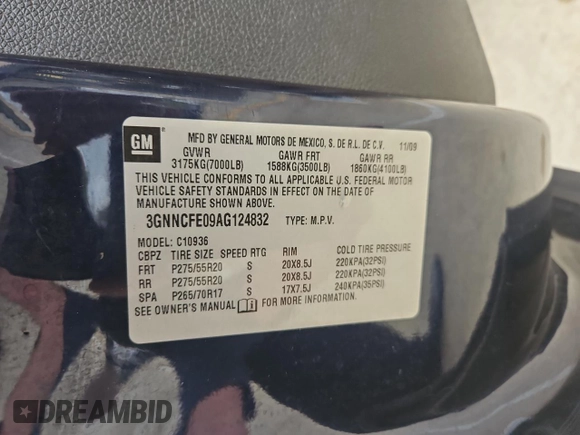 GM
MFD BY GENERAL MOTORS DE MEXICO, S. DE R.L. DE C.V. 11/09
GVWR GAWR FRT GAWR RR
3175KG(7000LB) 1588KG(3500LB) 1860KG(4100LB)
THIS VEHICLE CONFORMS TO ALL APPLICABLE U.S. FEDERAL MOTOR
VEHICLE SAFETY STANDARDS IN EFFECT ON THE DATE OF
MANUFACTURE SHOWN ABOVE.
3GNNCFE09AG124832 TYPE: M.P.V.
MODEL: C10936
CBPZ TIRE SIZE SPEED RTG RIM COLD TIRE PRESSURE
FRT P275/55R20 S 20X8.5J 220KPA(32PSI)
RR P275/55R20 S 20X8.5J 220KPA(32PSI)
SPA P265/70R17 S 17X7.5J 240KPA(35PSI)
SEE OWNER'S MANUAL FOR MORE INFORMATION
DREAMBID